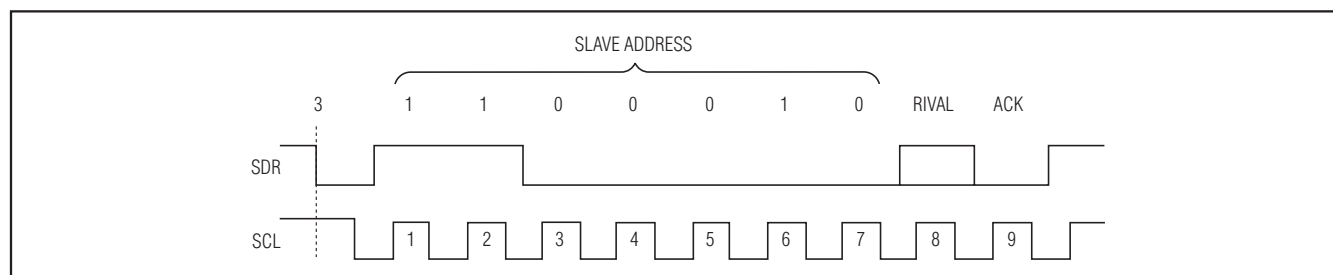 SLAVE ADDRESS
3 1 1 0 0 0 1 0 RIVAL ACK
SDR
SCL 1 2 3 4 5 6 7 8 9